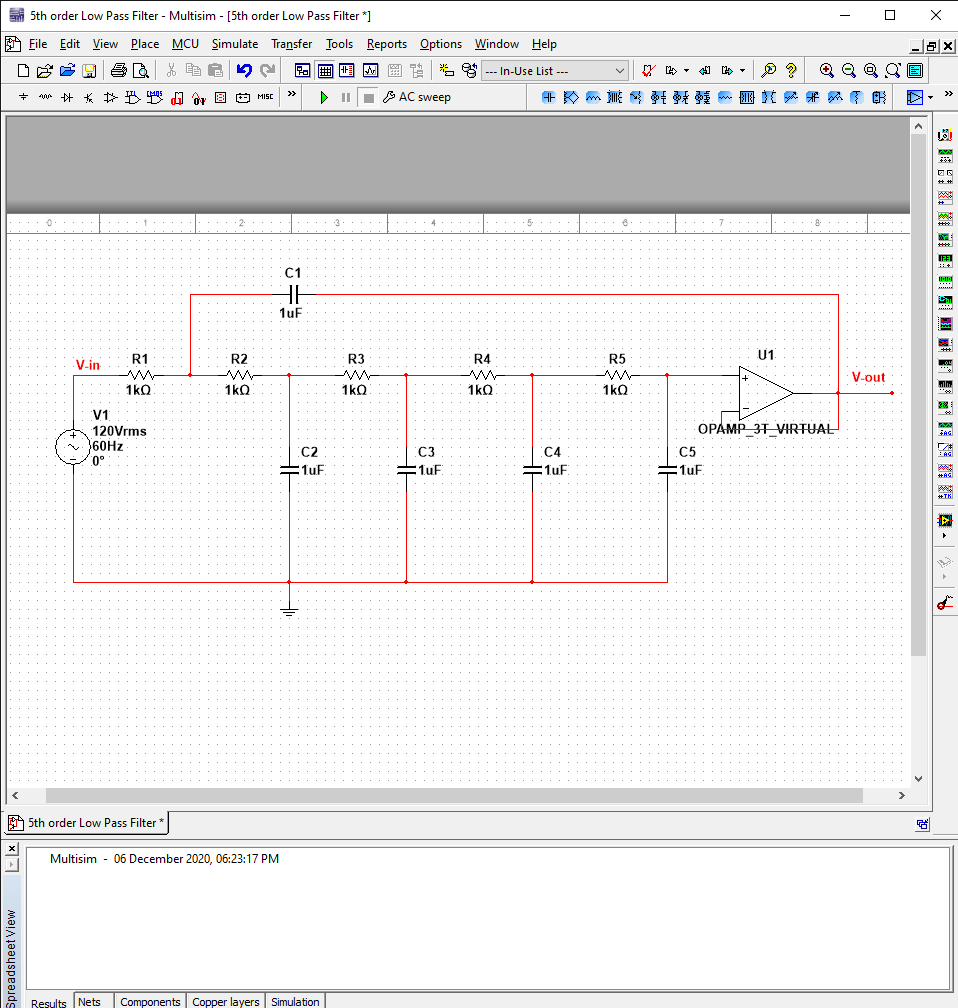 5th order Low Pass Filter - Multisim - [5th order Low Pass Filter *]
File Edit View Place MCU Simulate Transfer Tools Reports Options Window Help
--- In-Use List ---
MISC » AC sweep »
0 1 2 3 4 5 6 7 8
C1
1uF
V-in R1 R2 R3 R4 R5 U1
V-out
1kΩ 1kΩ 1kΩ 1kΩ 1kΩ
V1
120Vrms
60Hz
0°
OPAMP_3T_VIRTUAL
C2 C3 C4 C5
1uF 1uF 1uF 1uF
5th order Low Pass Filter *
Multisim - 06 December 2020, 06:23:17 PM
Spreadsheet View
Results Nets Components Copper layers Simulation